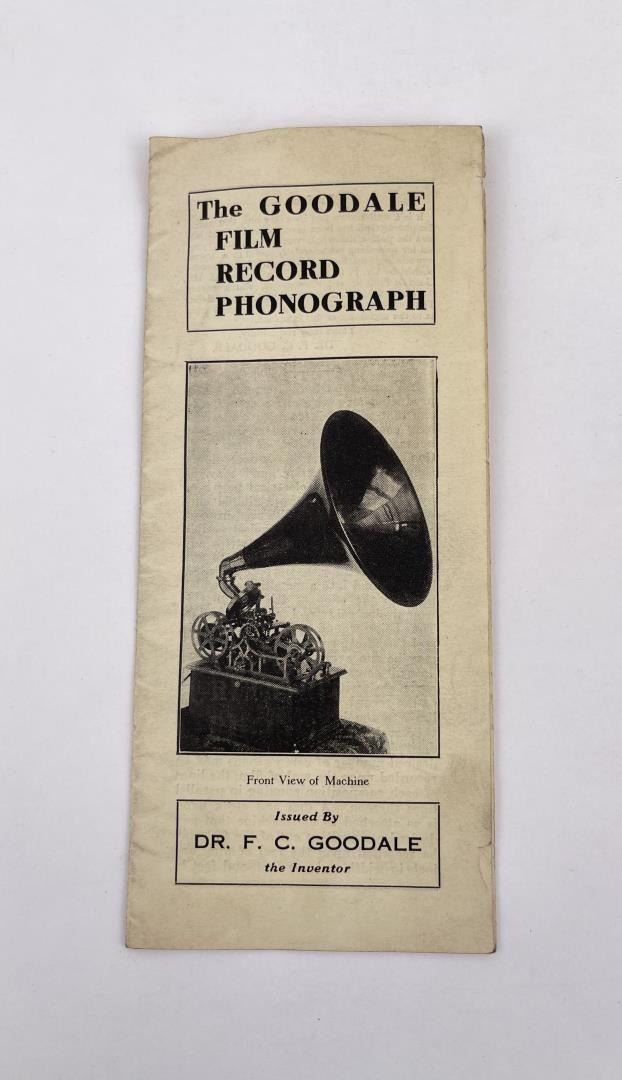 The GOODALE
FILM
RECORD
PHONOGRAPH
Front View of Machine
Issued By
DR. F. C. GOODALE
the Inventor